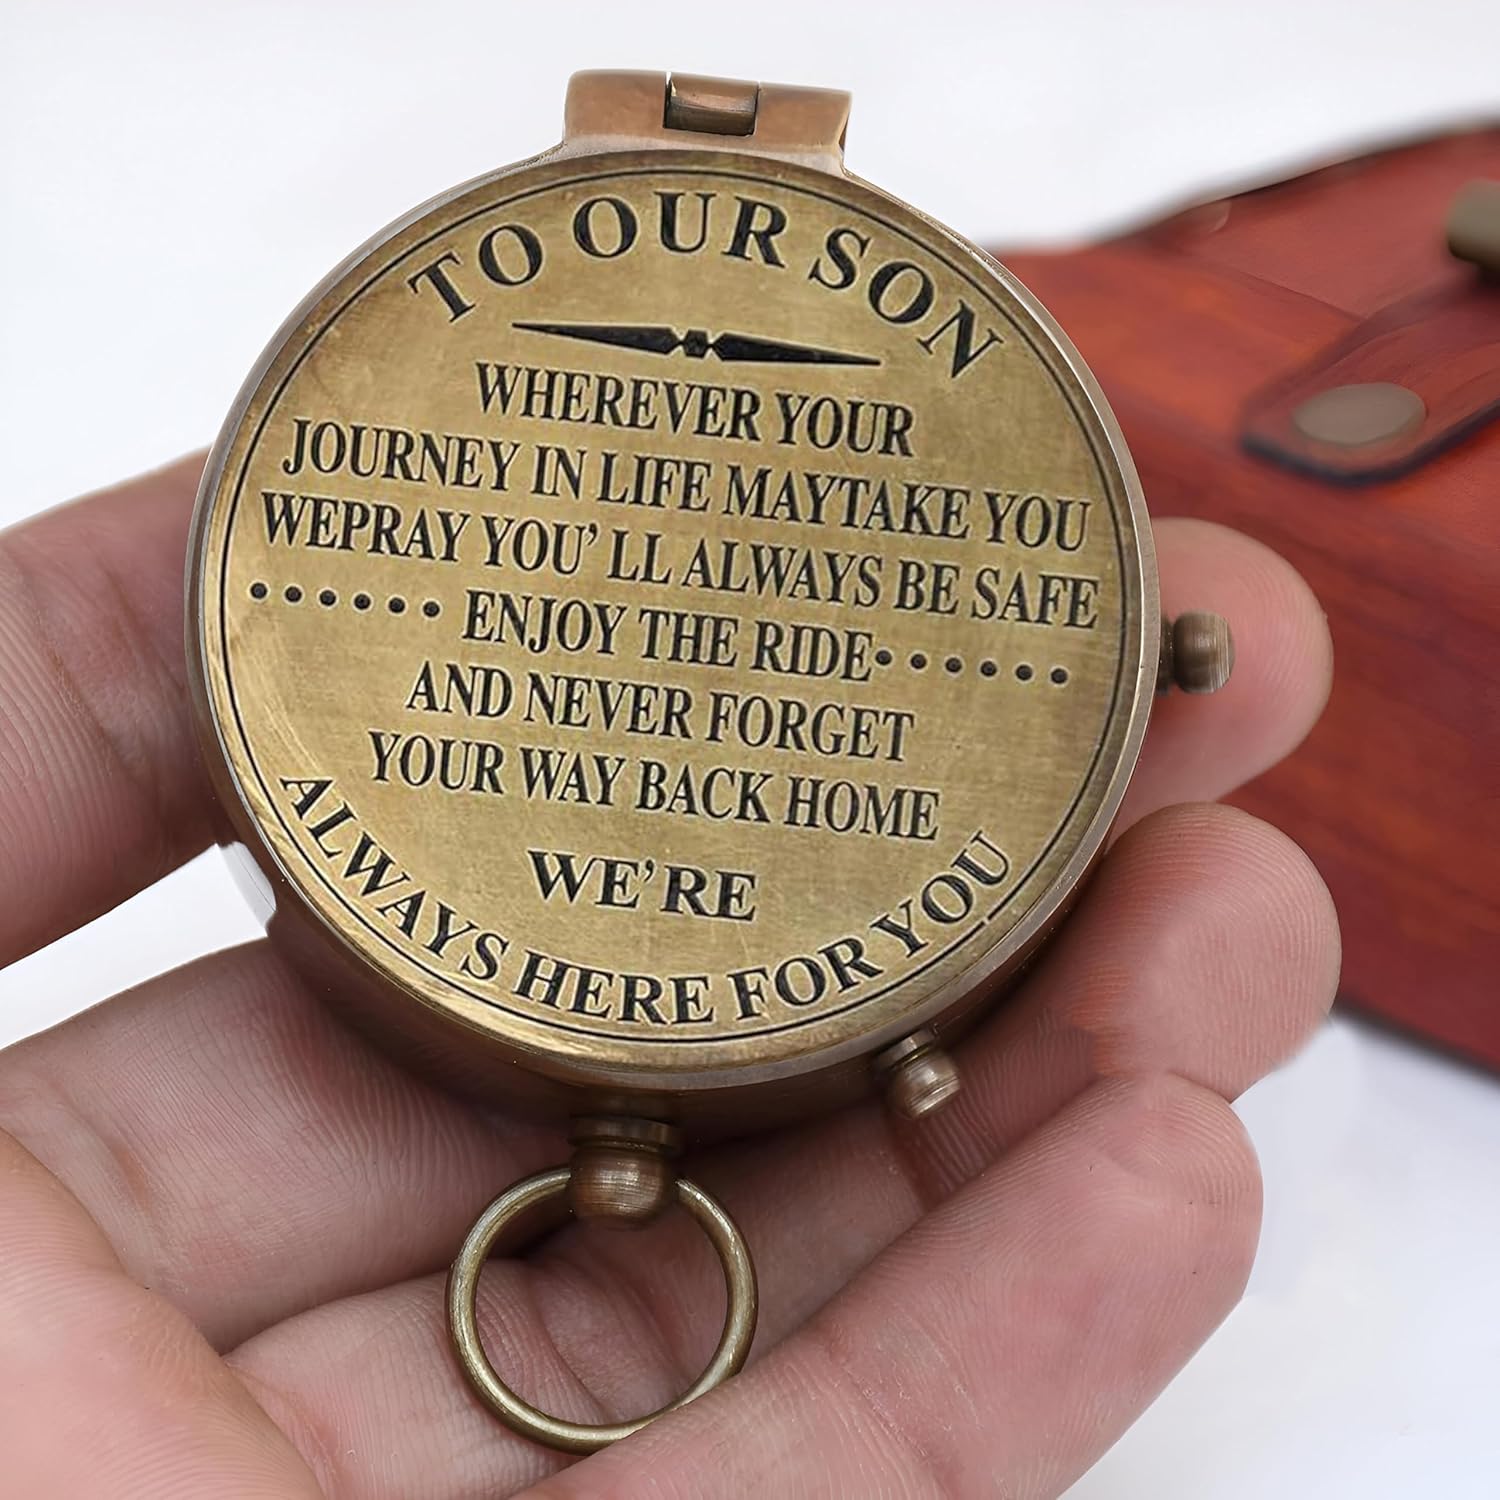 TO OUR SON
WHEREVER YOUR
JOURNEY IN LIFE MAYTAKE YOU
WEPRAY YOU' LL ALWAYS BE SAFE
•••••• ENJOY THE RIDE••••••
AND NEVER FORGET
YOUR WAY BACK HOME
WE'RE
ALWAYS HERE FOR YOU